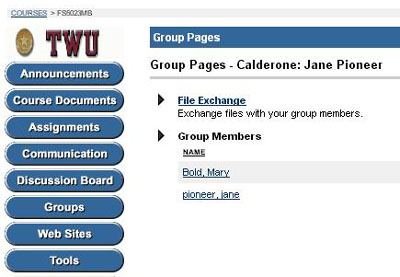 COURSES > FS5023MB
TWU
Announcements
Course Documents
Assignments
Communication
Discussion Board
Groups
Web Sites
Tools
Group Pages
Group Pages - Calderone: Jane Pioneer
File Exchange
Exchange files with your group members.
Group Members
NAME
Bold, Mary
pioneer, jane